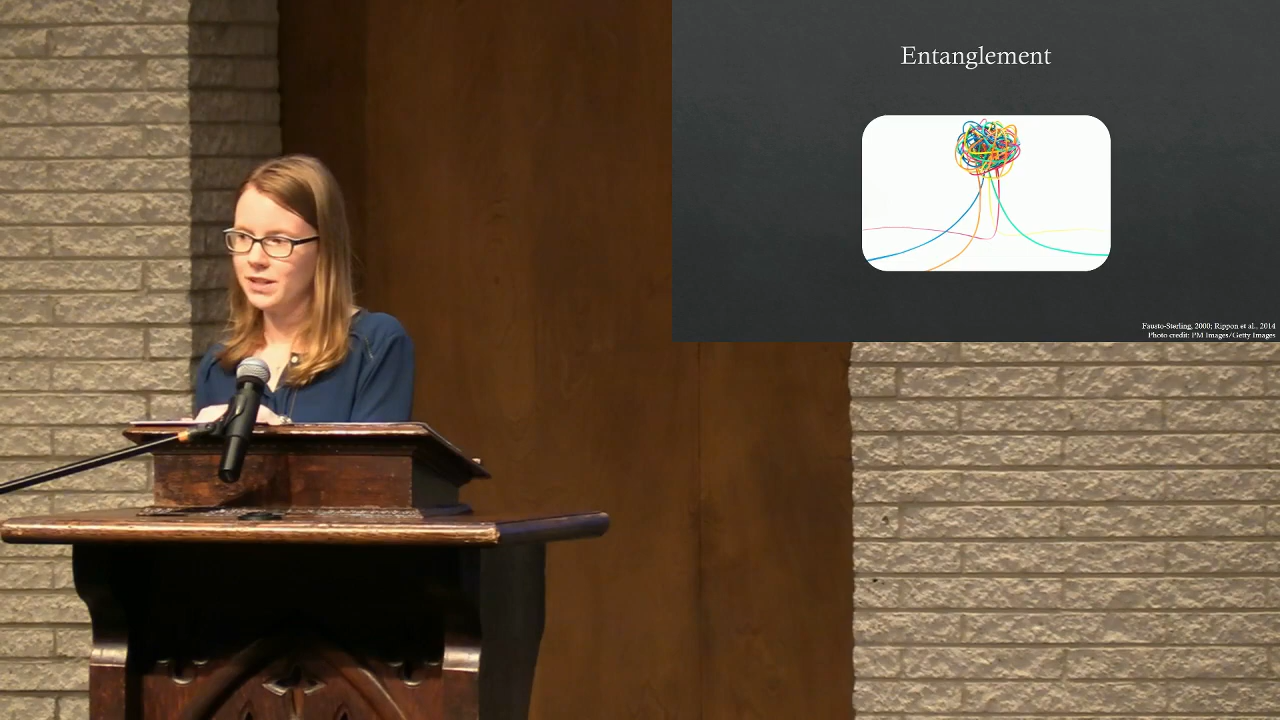 Entanglement
Fausto-Sterling, 2000; Rippon et al., 2014
Photo credit: PM Images/Getty Images